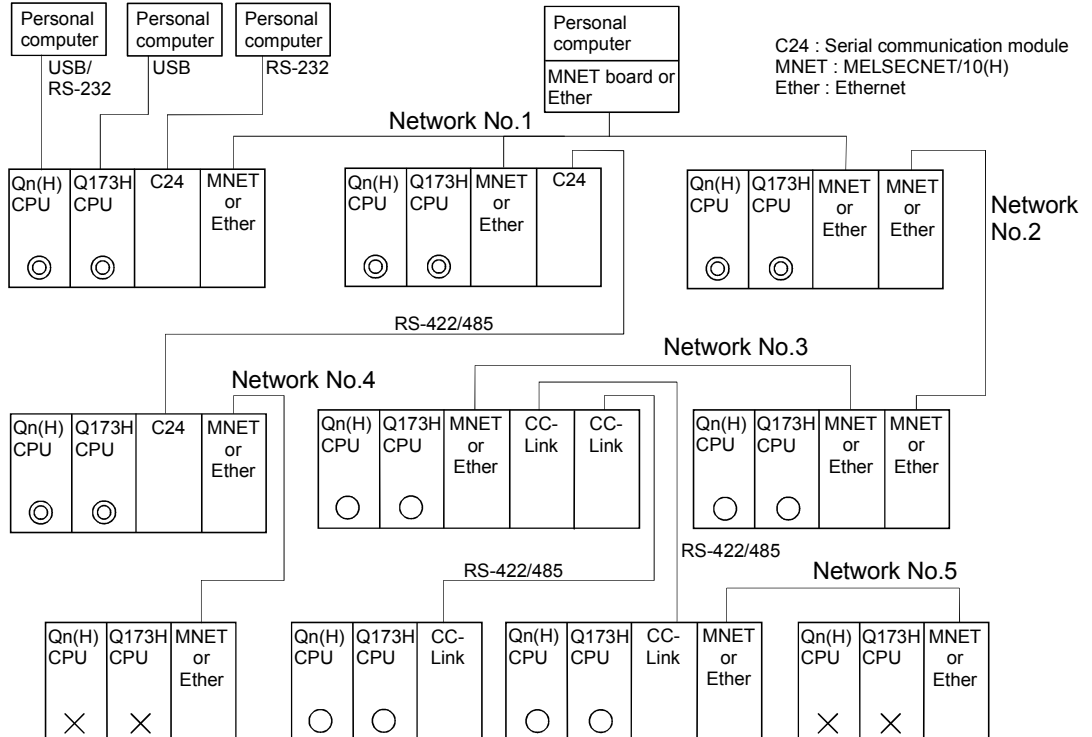 Personal
computer
Personal
computer
Personal
computer
Personal
computer
MNET board or
Ether
C24 : Serial communication module
MNET : MELSECNET/10(H)
Ether : Ethernet
USB/
RS-232
USB
RS-232
Network No.1
Qn(H)
CPU
Q173H
CPU
C24
MNET
or
Ether
Qn(H)
CPU
Q173H
CPU
MNET
or
Ether
C24
Qn(H)
CPU
Q173H
CPU
MNET
or
Ether
MNET
or
Ether
Network
No.2
RS-422/485
Network No.3
Network No.4
Qn(H)
CPU
Q173H
CPU
C24
MNET
or
Ether
Qn(H)
CPU
Q173H
CPU
MNET
or
Ether
CC-
Link
CC-
Link
Qn(H)
CPU
Q173H
CPU
MNET
or
Ether
MNET
or
Ether
RS-422/485
RS-422/485
Network No.5
Qn(H)
CPU
Q173H
CPU
MNET
or
Ether
Qn(H)
CPU
Q173H
CPU
CC-
Link
Qn(H)
CPU
Q173H
CPU
CC-
Link
MNET
or
Ether
Qn(H)
CPU
Q173H
CPU
MNET
or
Ether